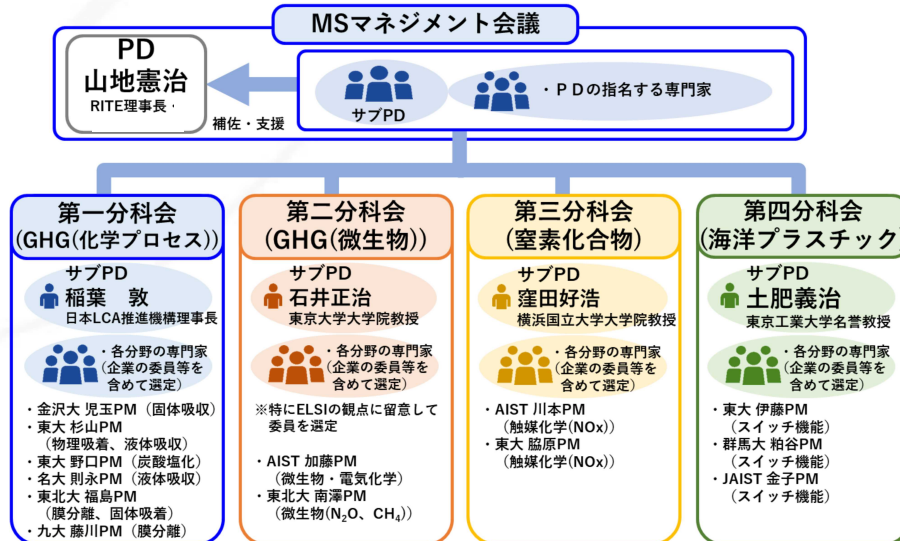 MSマネジメント会議
PD
山地憲治
RITE理事長・
補佐・支援
サブPD
・ＰＤの指名する専門家
第一分科会
(GHG(化学プロセス))
サブPD
稲葉　敦
日本LCA推進機構理事長
・各分野の専門家
(企業の委員等を
含めて選定)
・金沢大 児玉PM（固体吸収）
・東大 杉山PM
（物理吸着、液体吸収）
・東大 野口PM（炭酸塩化）
・名大 則永PM（液体吸収）
・東北大 福島PM
（膜分離、固体吸着）
・九大 藤川PM（膜分離）
第二分科会
(GHG(微生物))
サブPD
石井正治
東京大学大学院教授
・各分野の専門家
(企業の委員等を
含めて選定)
※特にELSIの観点に留意して
委員を選定
・AIST 加藤PM
（微生物・電気化学）
・東北大 南澤PM
（微生物(N₂O、CH₄)）
第三分科会
(窒素化合物)
サブPD
窪田好浩
横浜国立大学大学院教授
・各分野の専門家
(企業の委員等を
含めて選定)
・AIST 川本PM
（触媒化学(NOx)）
・東大 脇原PM
（触媒化学(NOx)）
第四分科会
(海洋プラスチック)
サブPD
土肥義治
東京工業大学名誉教授
・各分野の専門家
(企業の委員等を
含めて選定)
・東大 伊藤PM
（スイッチ機能）
・群馬大 粕谷PM
（スイッチ機能）
・JAIST 金子PM
（スイッチ機能）